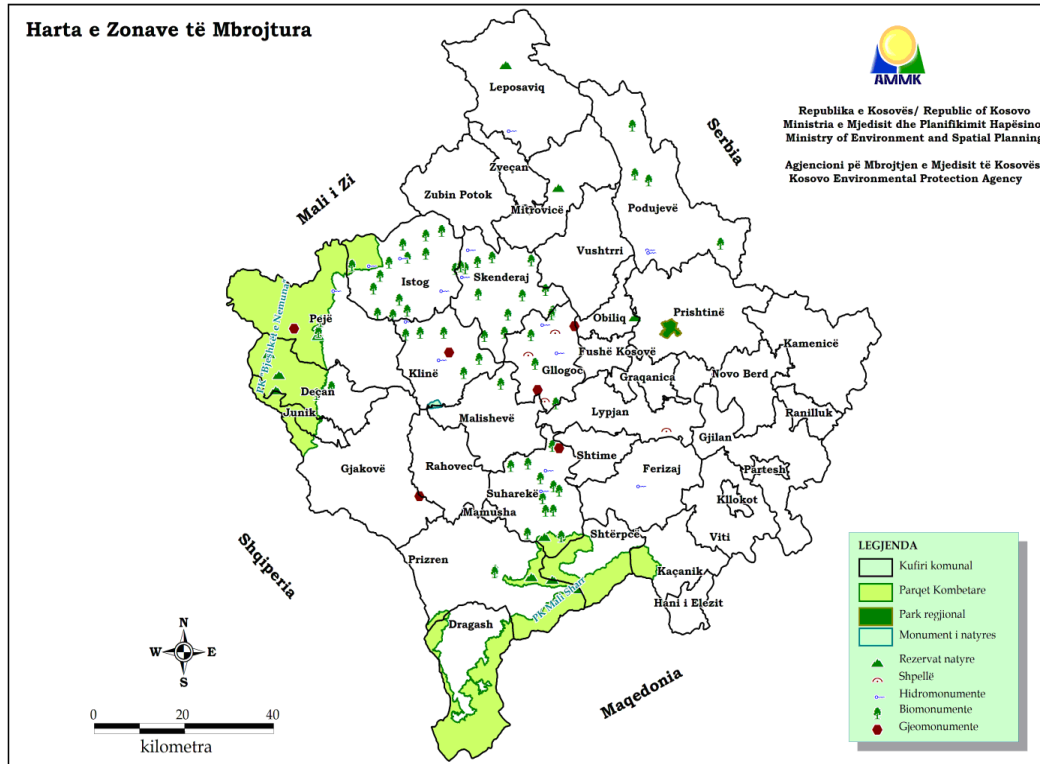 Harta e Zonave të Mbrojtura
AMMK
Republika e Kosovës/ Republic of Kosovo
Ministria e Mjedisit dhe Planifikimit Hapësino
Ministry of Environment and Spatial Planning
Agjencioni pë Mbrojtjen e Mjedisit të Kosovës
Kosovo Environmental Protection Agency
Serbia
Mali i Zi
Leposaviq
Zveçan
Zubin Potok
Mitrovicë
Podujevë
Vushtrri
Istog
Skenderaj
Pejë
PK "Bjeshkët e Nemuna"
Obiliq
Prishtinë
Kamenicë
Klinë
Fushë Kosovë
Gllogoc
Graqanica
Novo Berd
Deçan
Junik
Malishevë
Lypjan
Ranilluk
Gjilan
Gjakovë
Rahovec
Shtime
Ferizaj
Partesh
Suharekë
Kllokot
Mamusha
Viti
Shtërpcë
Prizren
Kaçanik
Hani i Elezit
PK Mali Sharr
Dragash
Shqiperia
Maqedonia
N
W
E
S
0 20 40
kilometra
LEGJENDA
Kufiri komunal
Parqet Kombetare
Park regjional
Monument i natyres
Rezervat natyre
Shpellë
Hidromonumente
Biomonumente
Gjeomonumente